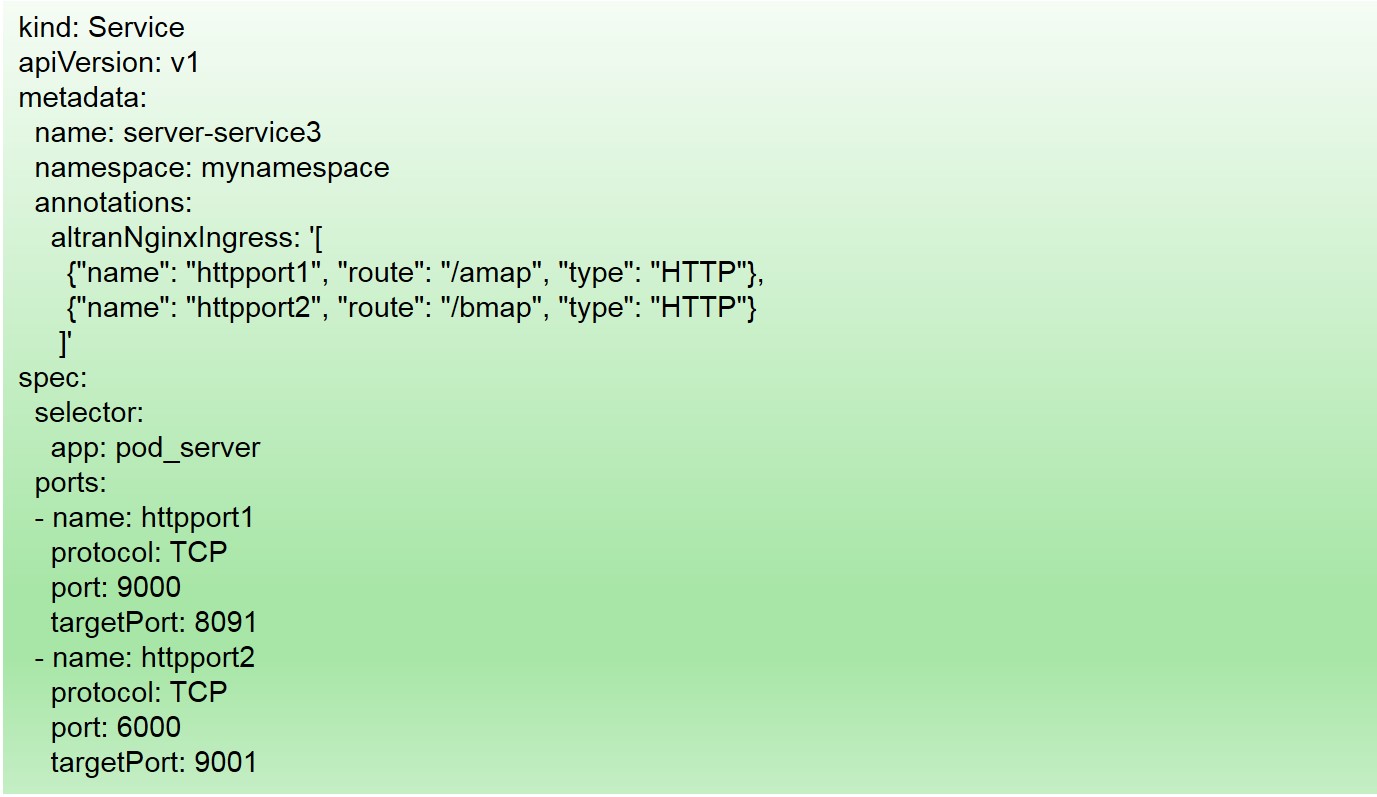 kind: Service
apiVersion: v1
metadata:
  name: server-service3
  namespace: mynamespace
  annotations:
    altranNginxIngress: '[
      {"name": "httpport1", "route": "/amap", "type": "HTTP"},
      {"name": "httpport2", "route": "/bmap", "type": "HTTP"}
     ]'
spec:
  selector:
    app: pod_server
  ports:
  - name: httpport1
    protocol: TCP
    port: 9000
    targetPort: 8091
  - name: httpport2
    protocol: TCP
    port: 6000
    targetPort: 9001